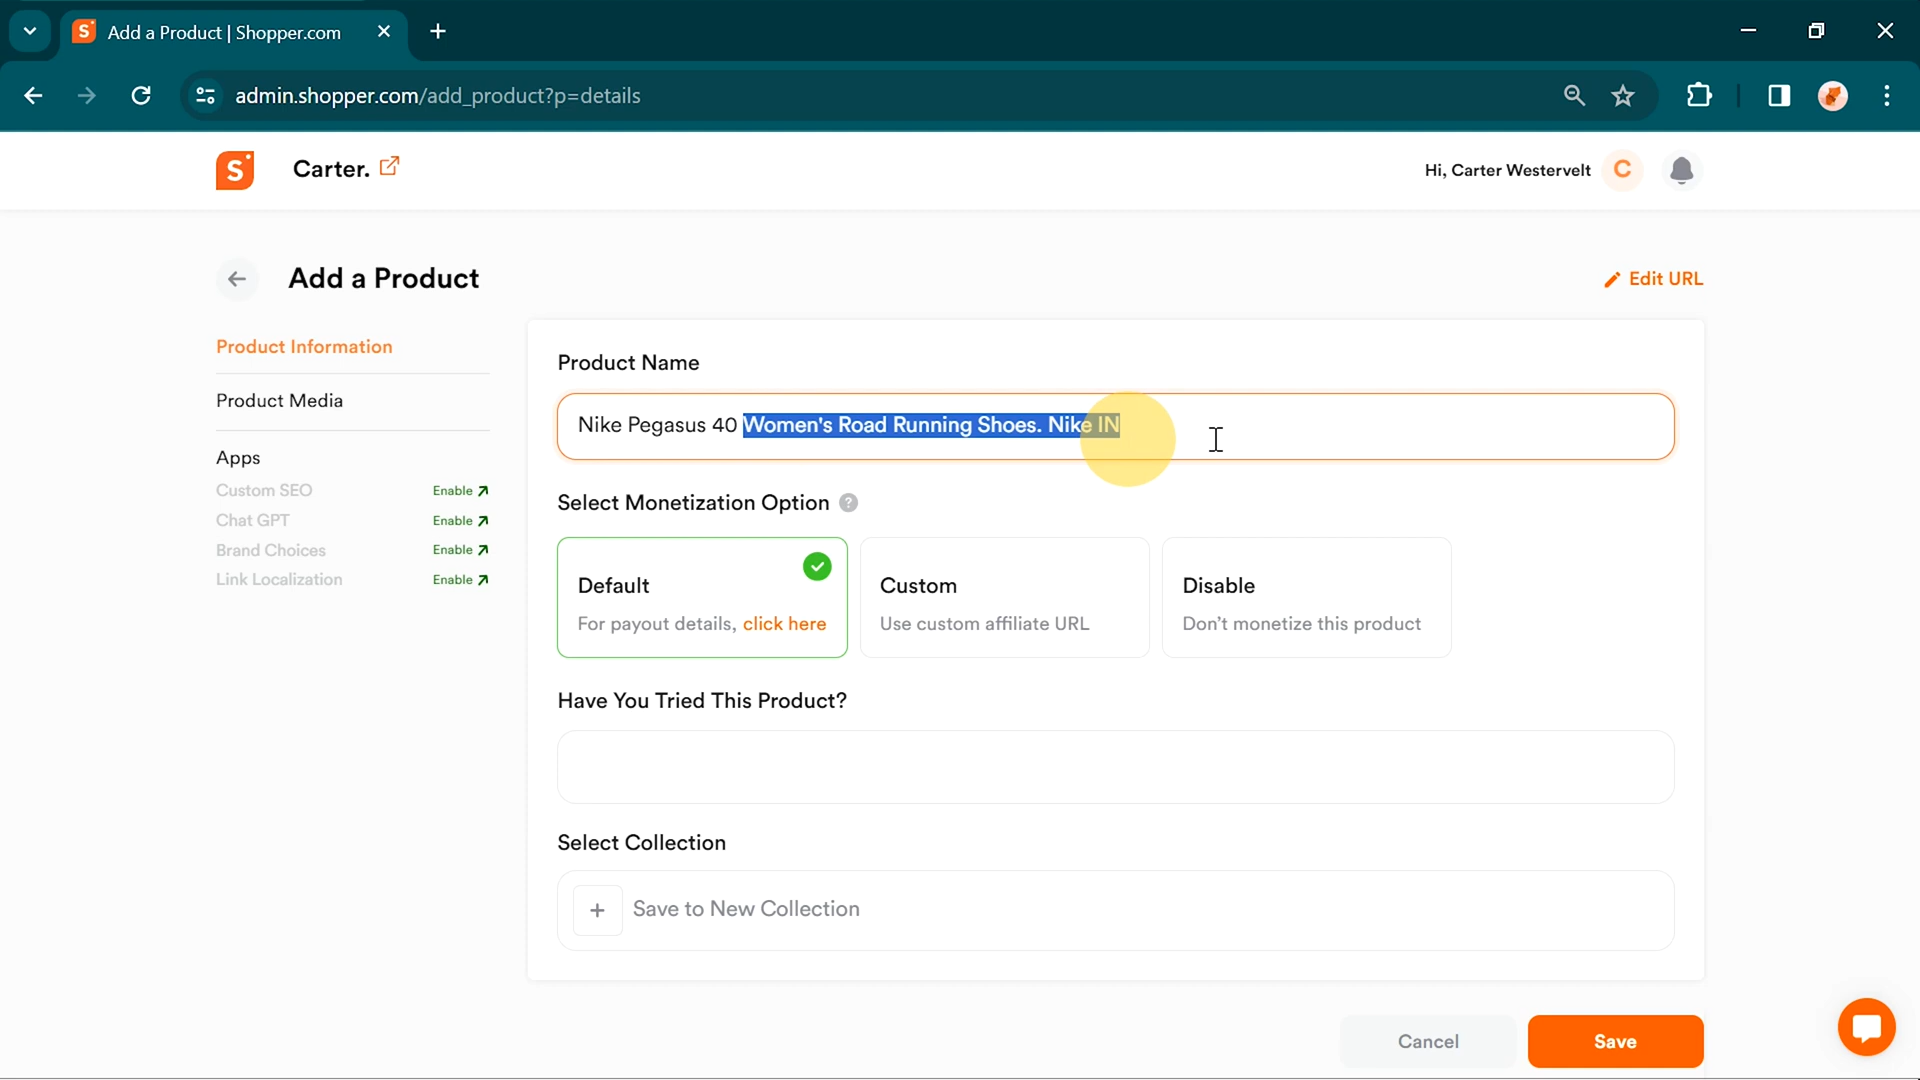 Add a Product | Shopper.com
admin.shopper.com/add_product?p=details
S
Carter.
Hi, Carter Westervelt
C
Add a Product
Edit URL
Product Information
Product Media
Apps
Custom SEO Enable
Chat GPT Enable
Brand Choices Enable
Link Localization Enable
Product Name
Nike Pegasus 40 Women's Road Running Shoes. Nike IN
Select Monetization Option ?
Default
For payout details, click here
Custom
Use custom affiliate URL
Disable
Don't monetize this product
Have You Tried This Product?
Select Collection
+ Save to New Collection
Cancel
Save